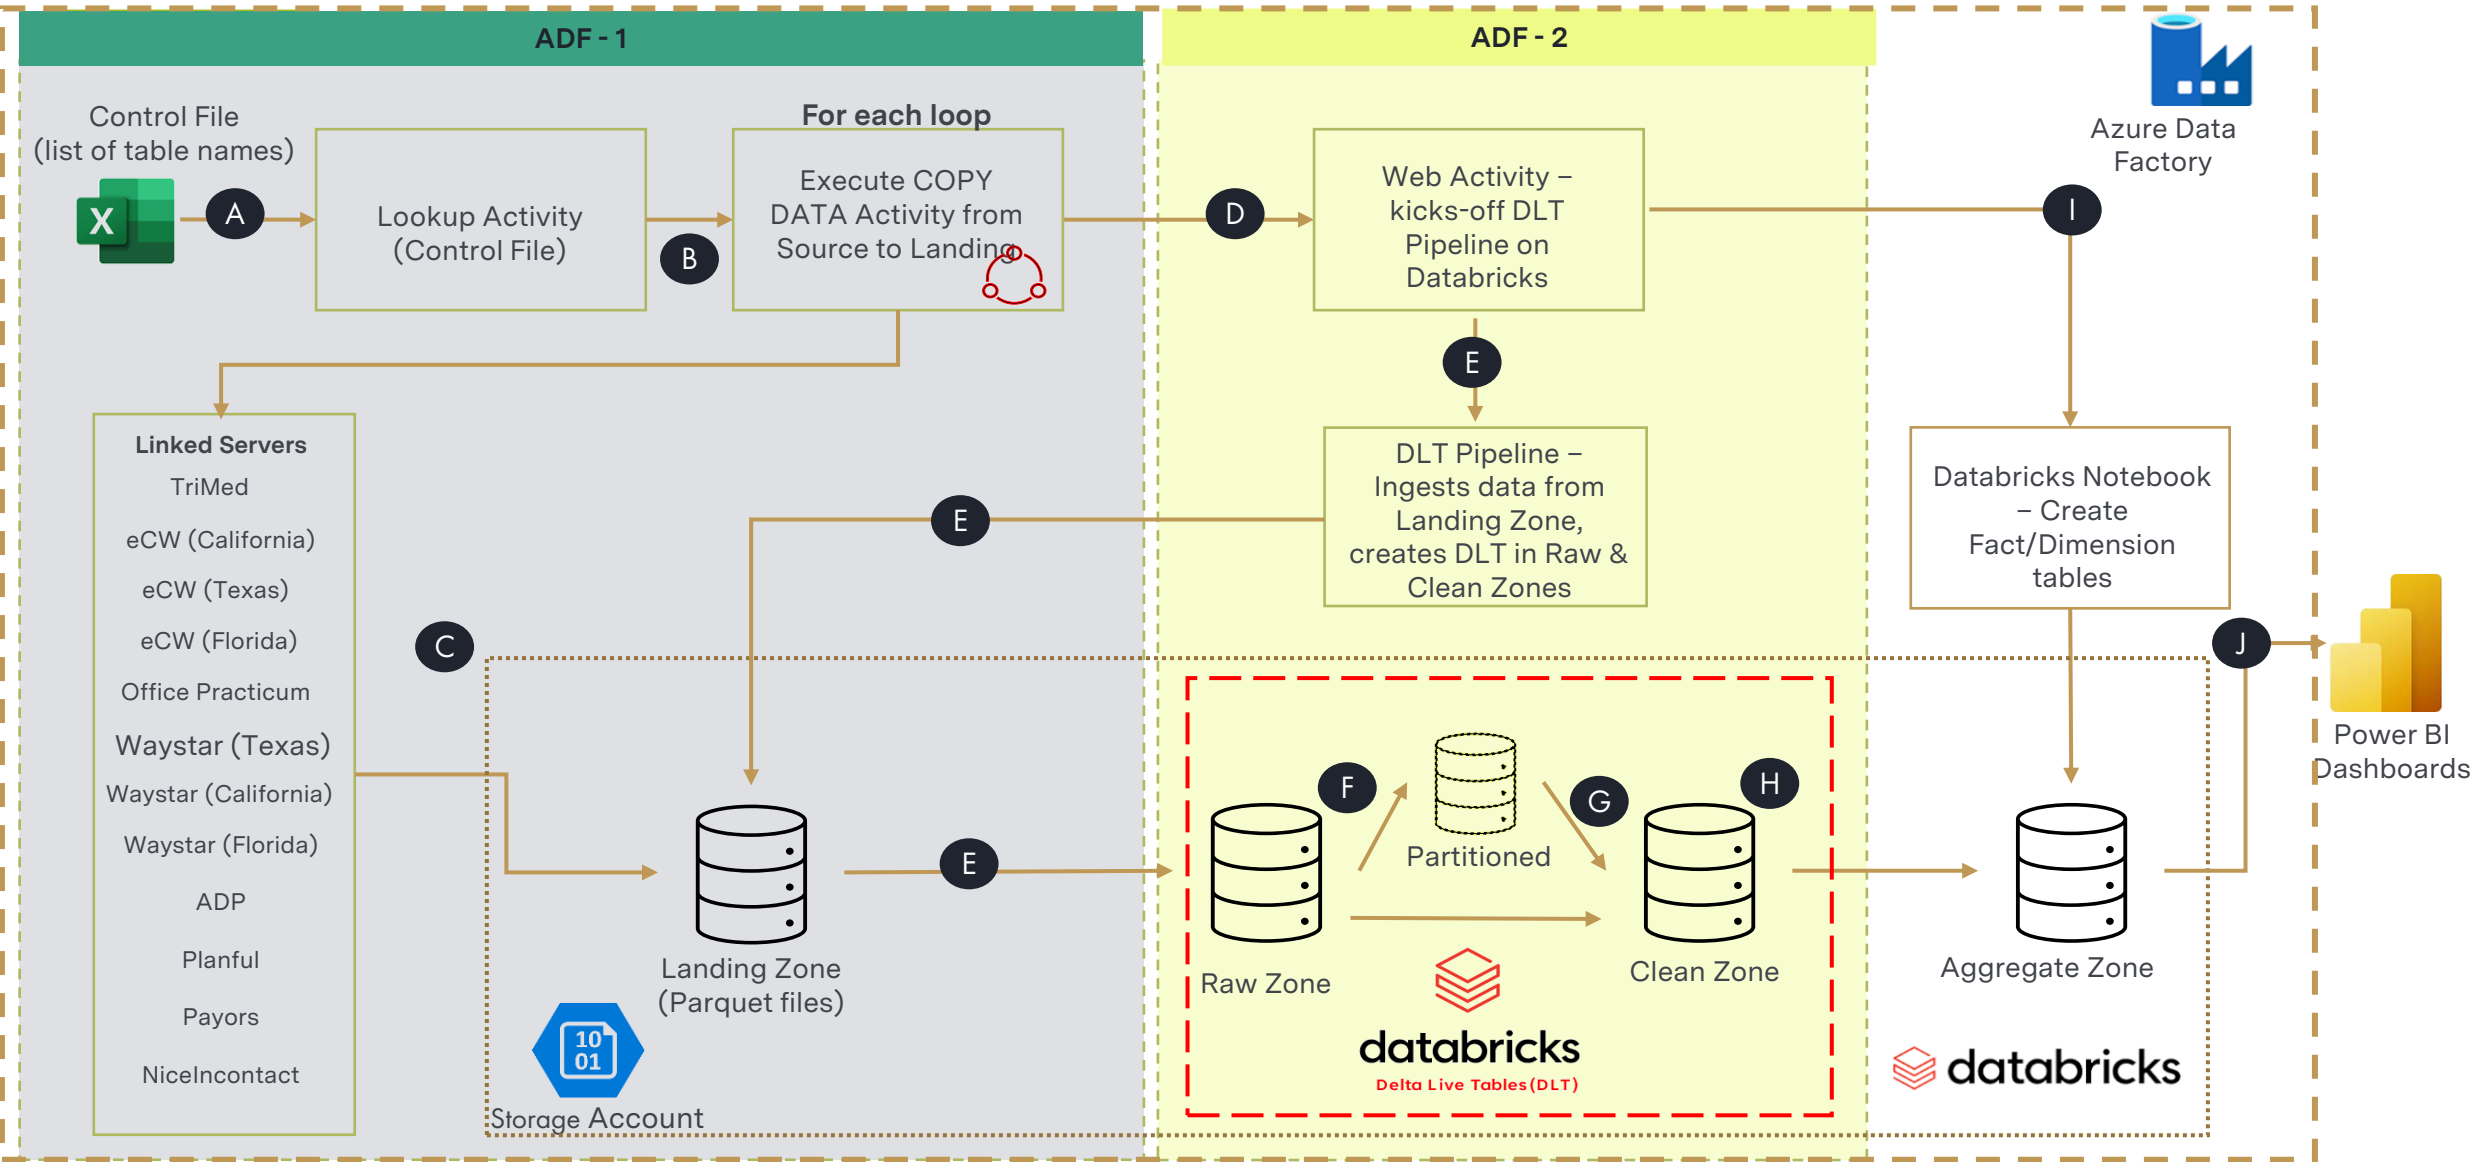 ADF - 1
ADF - 2
Control File
(list of table names)
X
A
Lookup Activity
(Control File)
B
For each loop
Execute COPY
DATA Activity from
Source to Landing
D
Web Activity –
kicks-off DLT
Pipeline on
Databricks
I
Azure Data
Factory
E
Linked Servers
TriMed
eCW (California)
eCW (Texas)
eCW (Florida)
Office Practicum
Waystar (Texas)
Waystar (California)
Waystar (Florida)
ADP
Planful
Payors
NiceIncontact
C
E
DLT Pipeline –
Ingests data from
Landing Zone,
creates DLT in Raw &
Clean Zones
Databricks Notebook
– Create
Fact/Dimension
tables
J
Power BI
Dashboards
Landing Zone
(Parquet files)
10
01
Storage Account
E
F
Partitioned
G
H
Raw Zone
Clean Zone
databricks
Delta Live Tables(DLT)
Aggregate Zone
databricks